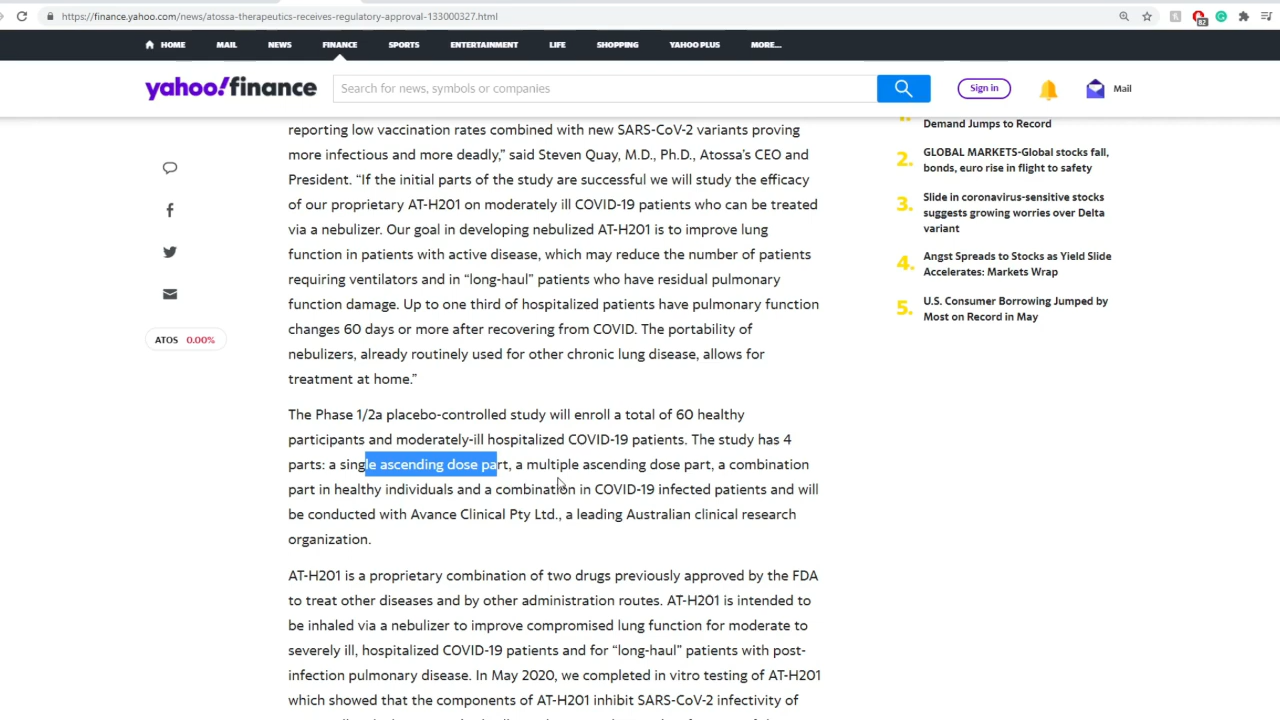 https://finance.yahoo.com/news/atossa-therapeutics-receives-regulatory-approval-133000327.html
HOME MAIL NEWS FINANCE SPORTS ENTERTAINMENT LIFE SHOPPING YAHOO PLUS MORE...
yahoo!finance
Search for news, symbols or companies
Sign in
Mail
reporting low vaccination rates combined with new SARS-CoV-2 variants proving
more infectious and more deadly,” said Steven Quay, M.D., Ph.D., Atossa’s CEO and
President. “If the initial parts of the study are successful we will study the efficacy
of our proprietary AT-H201 on moderately ill COVID-19 patients who can be treated
via a nebulizer. Our goal in developing nebulized AT-H201 is to improve lung
function in patients with active disease, which may reduce the number of patients
requiring ventilators and in “long-haul” patients who have residual pulmonary
function damage. Up to one third of hospitalized patients have pulmonary function
changes 60 days or more after recovering from COVID. The portability of
nebulizers, already routinely used for other chronic lung disease, allows for
treatment at home.”
The Phase 1/2a placebo-controlled study will enroll a total of 60 healthy
participants and moderately-ill hospitalized COVID-19 patients. The study has 4
parts: a single ascending dose part, a multiple ascending dose part, a combination
part in healthy individuals and a combination in COVID-19 infected patients and will
be conducted with Avance Clinical Pty Ltd., a leading Australian clinical research
organization.
AT-H201 is a proprietary combination of two drugs previously approved by the FDA
to treat other diseases and by other administration routes. AT-H201 is intended to
be inhaled via a nebulizer to improve compromised lung function for moderate to
severely ill, hospitalized COVID-19 patients and for “long-haul” patients with post-
infection pulmonary disease. In May 2020, we completed in vitro testing of AT-H201
which showed that the components of AT-H201 inhibit SARS-CoV-2 infectivity of
ATOS 0.00%
Demand Jumps to Record
2. GLOBAL MARKETS-Global stocks fall,
bonds, euro rise in flight to safety
3. Slide in coronavirus-sensitive stocks
suggests growing worries over Delta
variant
4. Angst Spreads to Stocks as Yield Slide
Accelerates: Markets Wrap
5. U.S. Consumer Borrowing Jumped by
Most on Record in May